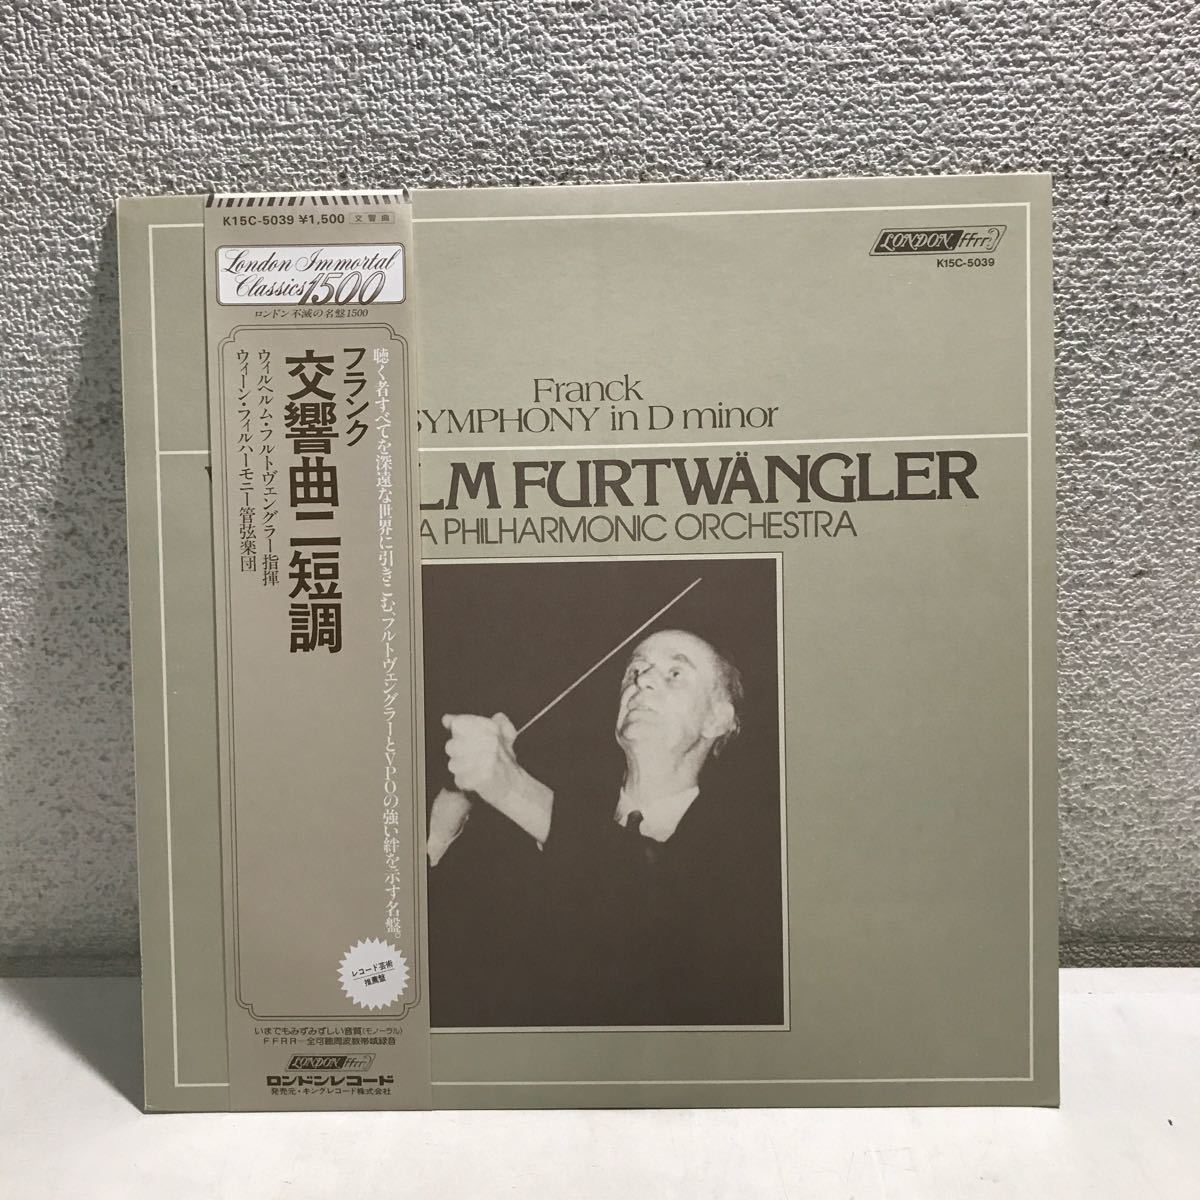 K15C-5039 ¥1,500 交響曲
London Immortal
Classics 1500
ロンドン不滅の名盤1500
聴く者すべてを深遠な世界に引きこむ、フルトヴェングラーとVPOの強い絆を示す名盤。
フランク
交響曲ニ短調
ウィルヘルム・フルトヴェングラー指揮
ウィーン・フィルハーモニー管弦楽団
レコード芸術
推薦盤
いまでもみずみずしい音質(モノーラル)
FFRR—全可聴周波数帯域録音
LONDON ffrr
ロンドンレコード
発売元・キングレコード株式会社
LONDON ffrr
K15C-5039
Franck
SYMPHONY in D minor
LM FURTWÄNGLER
A PHILHARMONIC ORCHESTRA